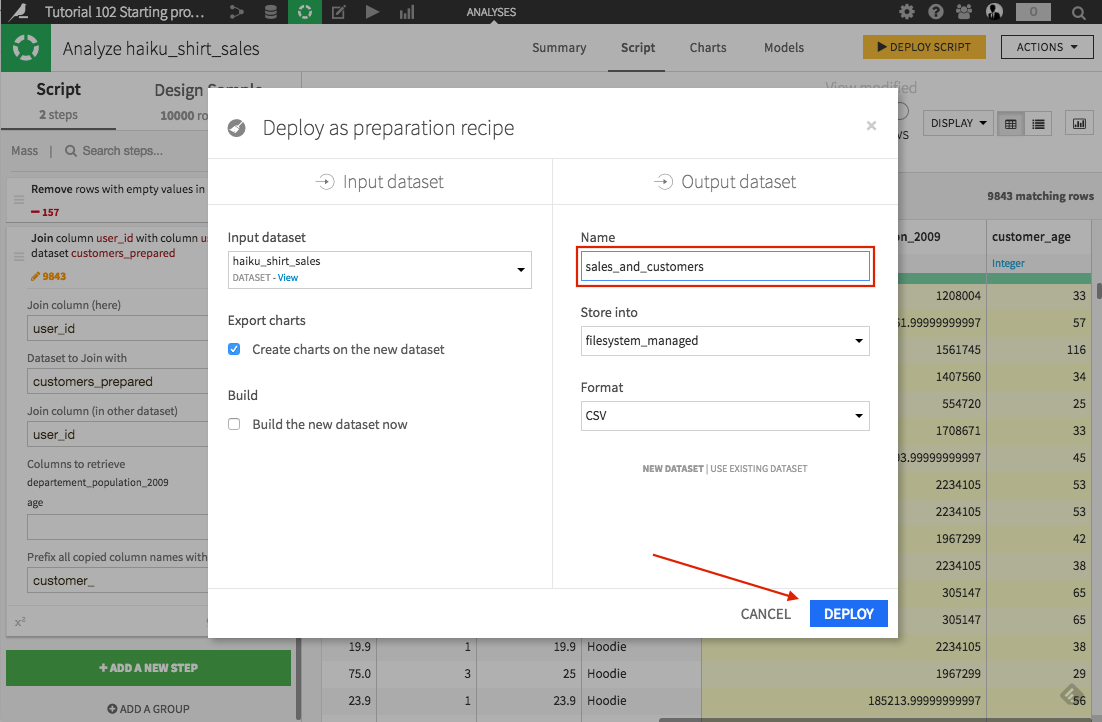 Tutorial 102 Starting pro...
ANALYSES
0
Analyze haiku_shirt_sales
Summary
Script
Charts
Models
DEPLOY SCRIPT
ACTIONS
Script
2 steps
Design Sample
10000 ro
View modified
WS
DISPLAY
Mass | Search steps...
9843 matching rows
Remove rows with empty values in
157
Join column user_id with column us
dataset customers_prepared
9843
Join column (here)
user_id
Dataset to Join with
customers_prepared
Join column (in other dataset)
user_id
Columns to retrieve
departement_population_2009
age
Prefix all copied column names with
customer_
x²
+ ADD A NEW STEP
ADD A GROUP
Deploy as preparation recipe
×
Input dataset
Output dataset
Input dataset
haiku_shirt_sales
DATASET - View
Export charts
Create charts on the new dataset
Build
Build the new dataset now
Name
sales_and_customers
Store into
filesystem_managed
Format
CSV
NEW DATASET | USE EXISTING DATASET
CANCEL
DEPLOY
on_2009 customer_age
Integer
1208004 33
51.99999999997 57
1561745 116
1407560 34
554720 25
1708671 33
93.99999999997 45
2234105 53
2234105 53
1967299 42
2234105 38
305147 65
305147 65
19.9 1 19.9 Hoodie 2234105 38
75.0 3 25 Hoodie 1967299 29
23.9 1 23.9 Hoodie 185213.99999999997 56